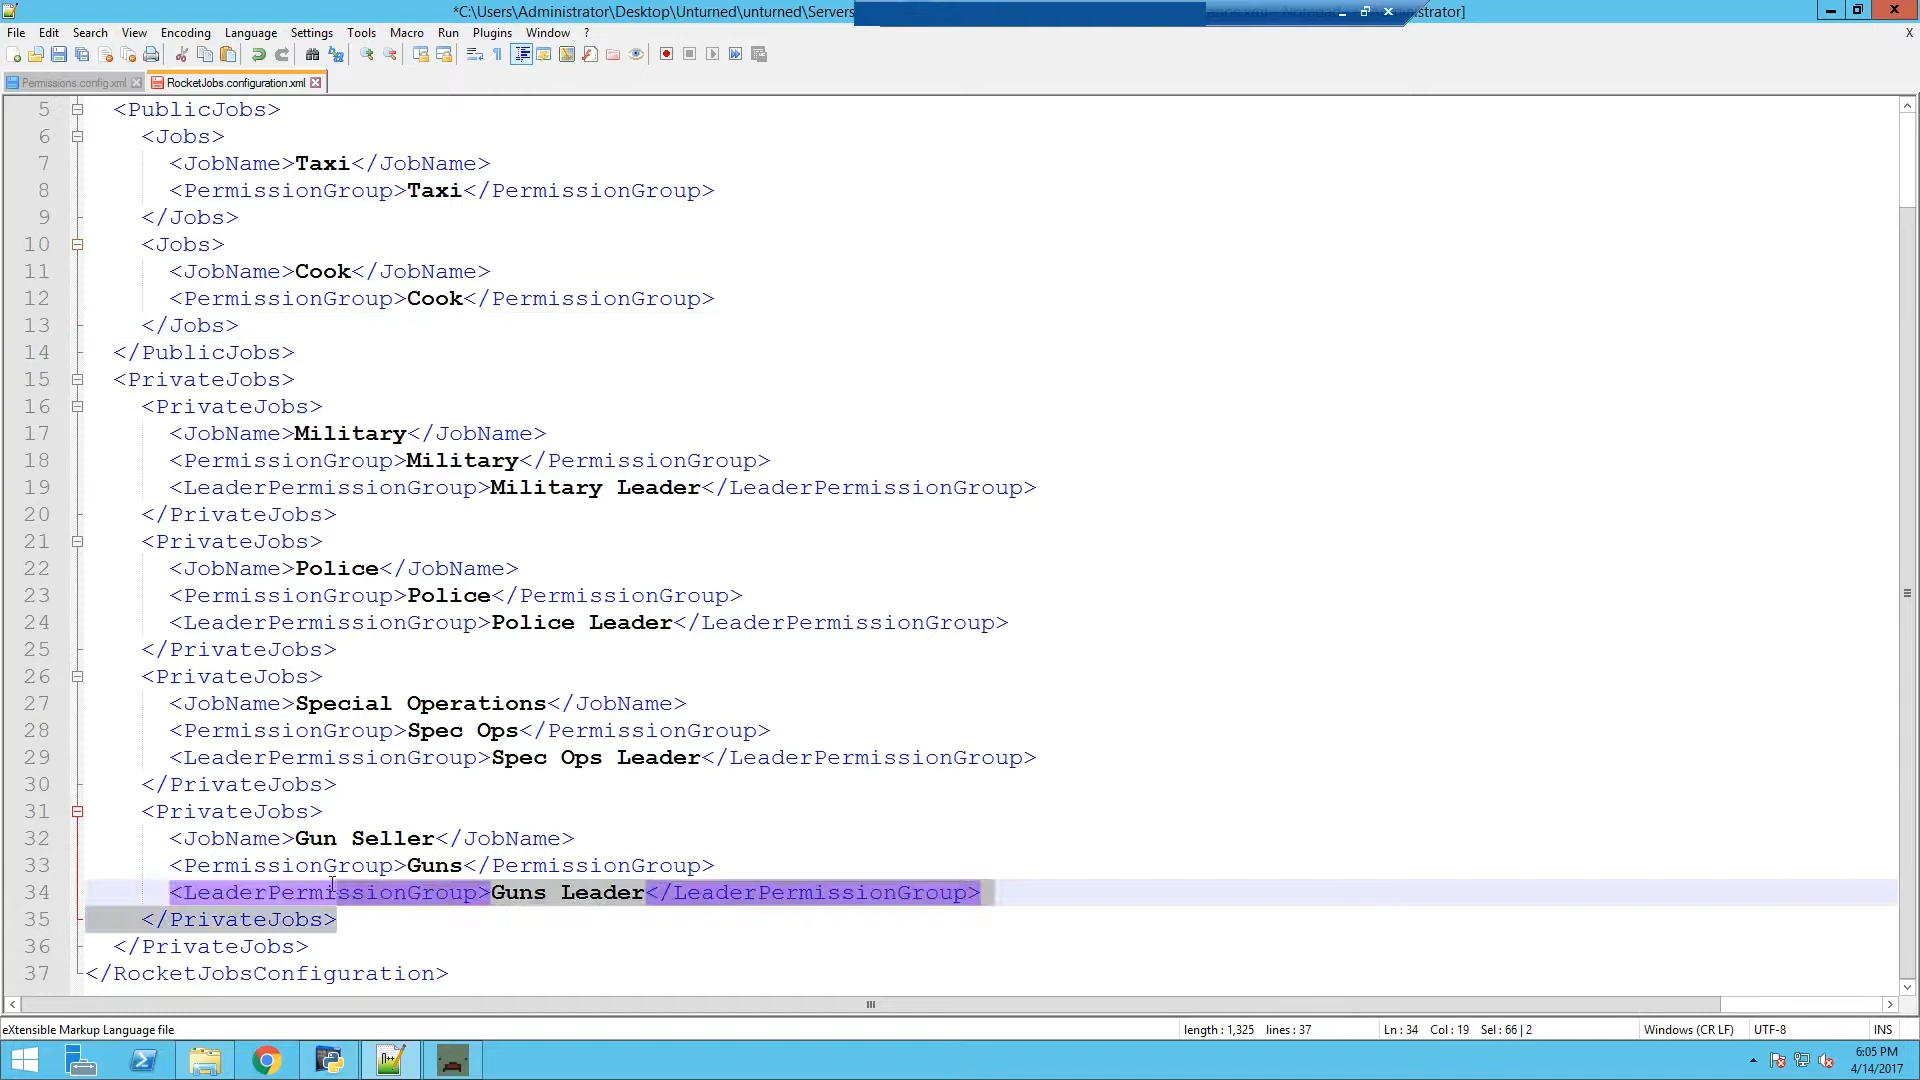 *C:\Users\Administrator\Desktop\Unturned\unturned\Servers
File Edit Search View Encoding Language Settings Tools Macro Run Plugins Window ?
X
Permissions.config.xml RocketJobs.configuration.xml
5 <PublicJobs>
6 <Jobs>
7 <JobName>Taxi</JobName>
8 <PermissionGroup>Taxi</PermissionGroup>
9 </Jobs>
10 <Jobs>
11 <JobName>Cook</JobName>
12 <PermissionGroup>Cook</PermissionGroup>
13 </Jobs>
14 </PublicJobs>
15 <PrivateJobs>
16 <PrivateJobs>
17 <JobName>Military</JobName>
18 <PermissionGroup>Military</PermissionGroup>
19 <LeaderPermissionGroup>Military Leader</LeaderPermissionGroup>
20 </PrivateJobs>
21 <PrivateJobs>
22 <JobName>Police</JobName>
23 <PermissionGroup>Police</PermissionGroup>
24 <LeaderPermissionGroup>Police Leader</LeaderPermissionGroup>
25 </PrivateJobs>
26 <PrivateJobs>
27 <JobName>Special Operations</JobName>
28 <PermissionGroup>Spec Ops</PermissionGroup>
29 <LeaderPermissionGroup>Spec Ops Leader</LeaderPermissionGroup>
30 </PrivateJobs>
31 <PrivateJobs>
32 <JobName>Gun Seller</JobName>
33 <PermissionGroup>Guns</PermissionGroup>
34 <LeaderPermissionGroup>Guns Leader</LeaderPermissionGroup>
35 </PrivateJobs>
36 </PrivateJobs>
37 </RocketJobsConfiguration>
eXtensible Markup Language file length : 1,325 lines : 37 Ln : 34 Col : 19 Sel : 66 | 2 Windows (CR LF) UTF-8 INS
6:05 PM
4/14/2017